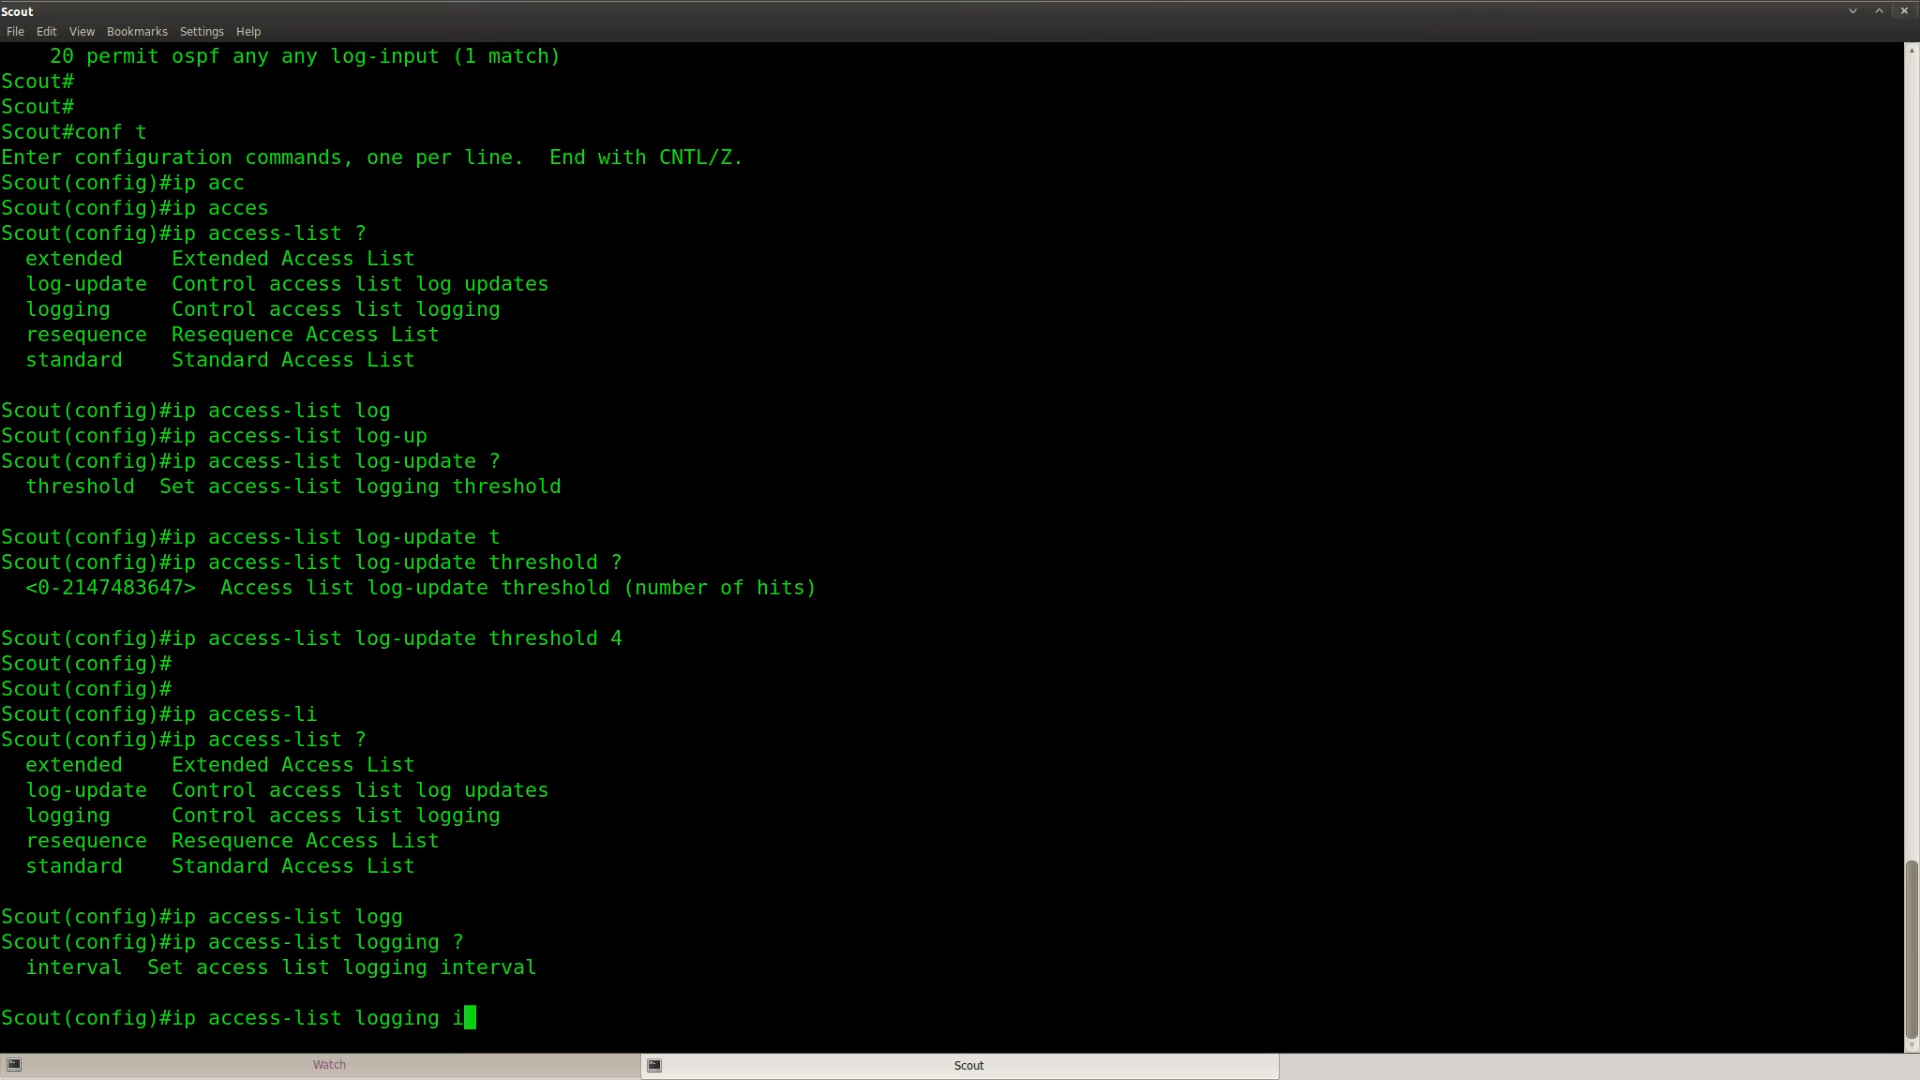 Scout
File Edit View Bookmarks Settings Help
    20 permit ospf any any log-input (1 match)
Scout#
Scout#
Scout#conf t
Enter configuration commands, one per line.  End with CNTL/Z.
Scout(config)#ip acc
Scout(config)#ip acces
Scout(config)#ip access-list ?
  extended    Extended Access List
  log-update  Control access list log updates
  logging     Control access list logging
  resequence  Resequence Access List
  standard    Standard Access List
Scout(config)#ip access-list log
Scout(config)#ip access-list log-up
Scout(config)#ip access-list log-update ?
  threshold  Set access-list logging threshold
Scout(config)#ip access-list log-update t
Scout(config)#ip access-list log-update threshold ?
  <0-2147483647>  Access list log-update threshold (number of hits)
Scout(config)#ip access-list log-update threshold 4
Scout(config)#
Scout(config)#
Scout(config)#ip access-li
Scout(config)#ip access-list ?
  extended    Extended Access List
  log-update  Control access list log updates
  logging     Control access list logging
  resequence  Resequence Access List
  standard    Standard Access List
Scout(config)#ip access-list logg
Scout(config)#ip access-list logging ?
  interval  Set access list logging interval
Scout(config)#ip access-list logging i
Watch Scout